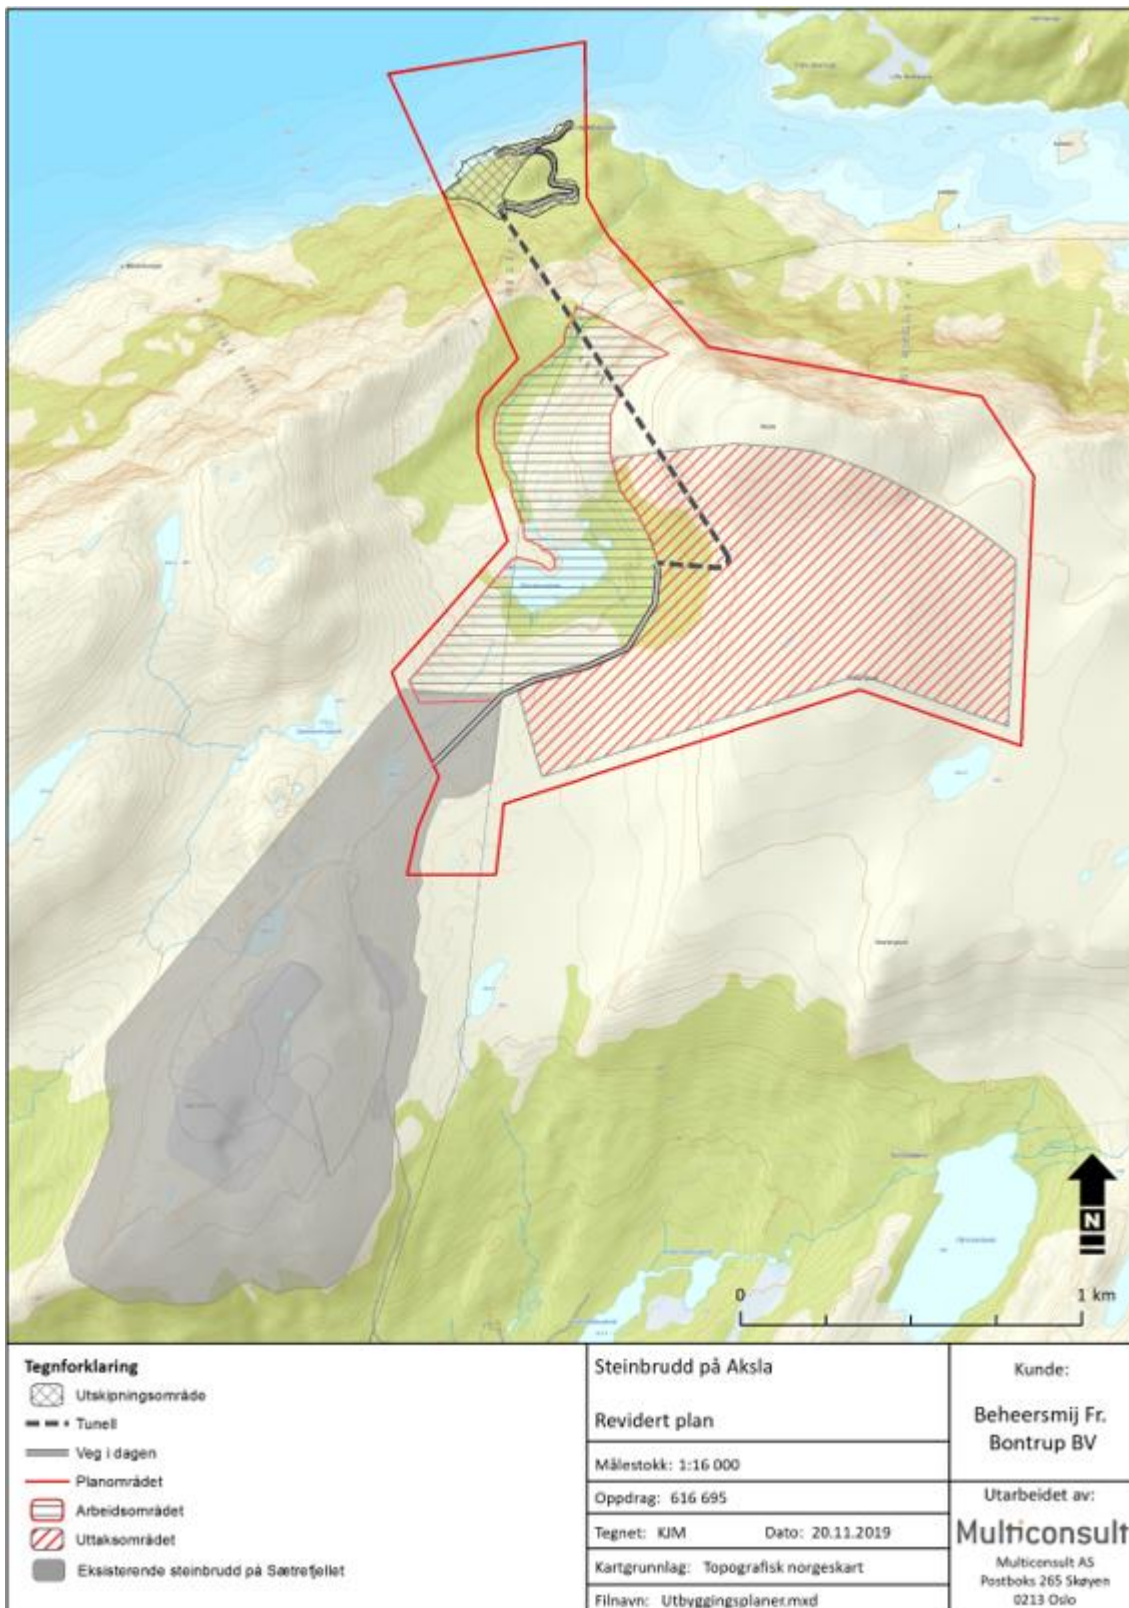 N
0
1 km
Tegnforklaring
Utskipningsområde
Tunell
Veg i dagen
Planområdet
Arbeidsområdet
Uttaksområdet
Eksisterende steinbrudd på Sætrefjellet
Steinbrudd på Aksla
Revidert plan
Målestokk: 1:16 000
Oppdrag: 616 695
Tegnet: KJM Dato: 20.11.2019
Kartgrunnlag: Topografisk norgeskart
Filnavn: Utbyggingsplaner.mxd
Kunde:
Beheersmij Fr.
Bontrup BV
Utarbeidet av:
Multiconsult
Multiconsult AS
Postboks 265 Skøyen
0213 Oslo